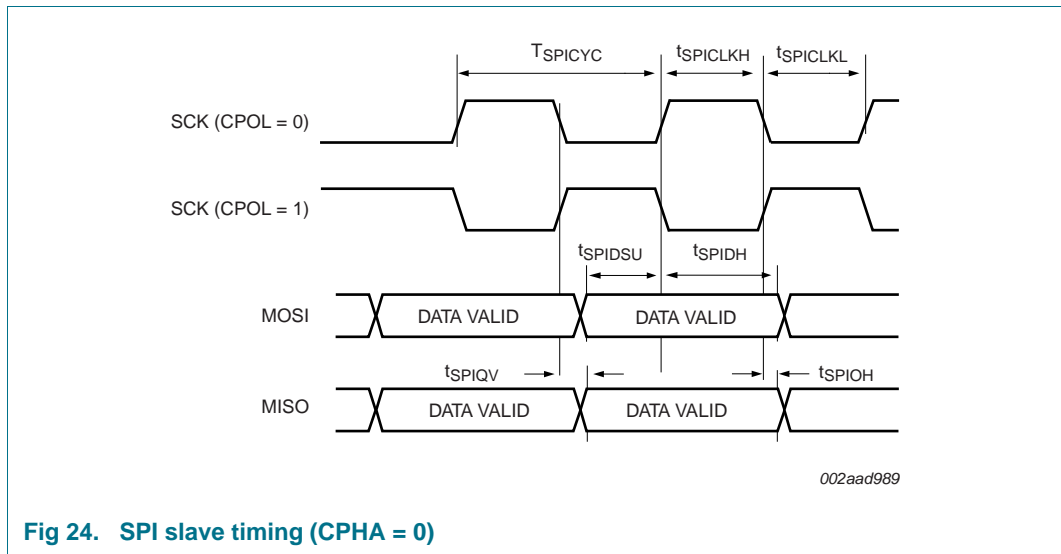 TSPICYC tSPICLKH tSPICLKL
SCK (CPOL = 0)
SCK (CPOL = 1)
tSPIDSU tSPIDH
MOSI DATA VALID DATA VALID
tSPIQV tSPIOH
MISO DATA VALID DATA VALID
002aad989
Fig 24. SPI slave timing (CPHA = 0)